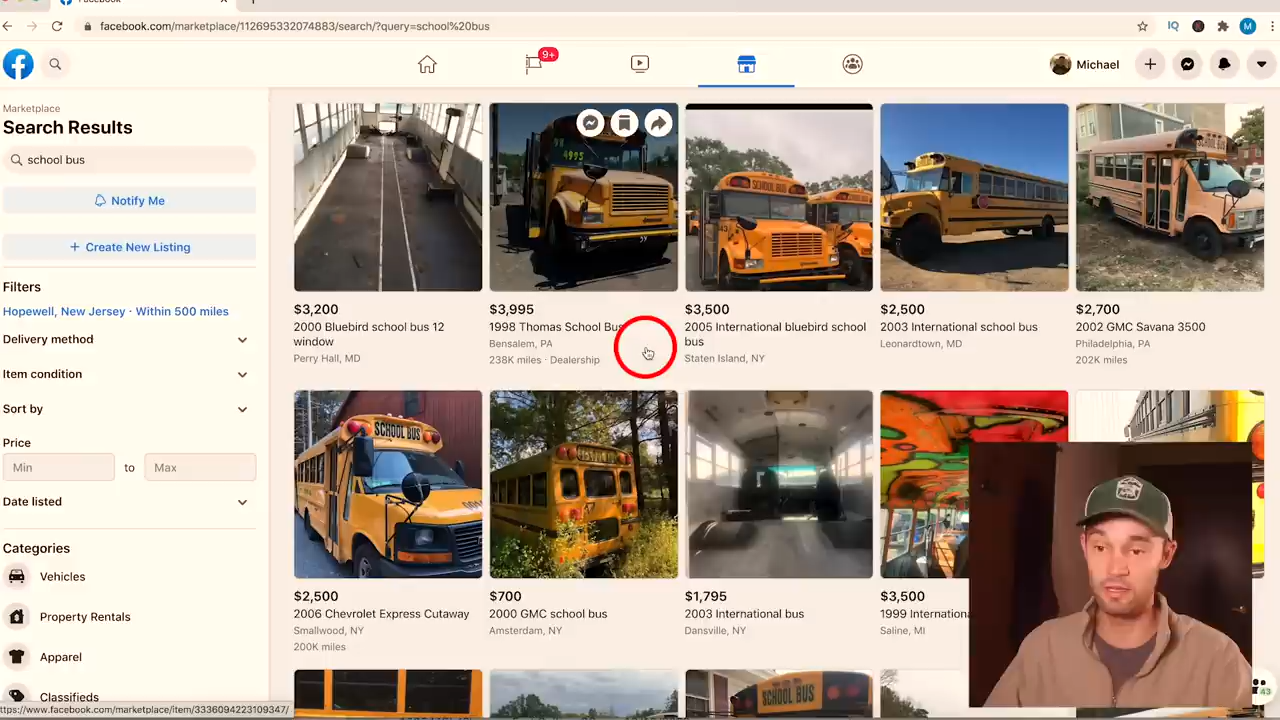 Facebook
facebook.com/marketplace/112695332074883/search/?query=school%20bus
IQ
M
9+
Michael
Marketplace
Search Results
school bus
Notify Me
+ Create New Listing
Filters
Hopewell, New Jersey · Within 500 miles
Delivery method
Item condition
Sort by
Price
Min
to
Max
Date listed
Categories
Vehicles
Property Rentals
Apparel
Classifieds
ttps://www.facebook.com/marketplace/item/3336094223109347/
$3,200
2000 Bluebird school bus 12
window
Perry Hall, MD
4995
$3,995
1998 Thomas School Bus
Bensalem, PA
238K miles · Dealership
SCHOOL BUS
$3,500
2005 International bluebird school
bus
Staten Island, NY
$2,500
2003 International school bus
Leonardtown, MD
$2,700
2002 GMC Savana 3500
Philadelphia, PA
202K miles
SCHOOL BUS
$2,500
2006 Chevrolet Express Cutaway
Smallwood, NY
200K miles
$700
2000 GMC school bus
Amsterdam, NY
$1,795
2003 International bus
Dansville, NY
$3,500
1999 Internationa
Saline, MI
SCHOOL BUS
43